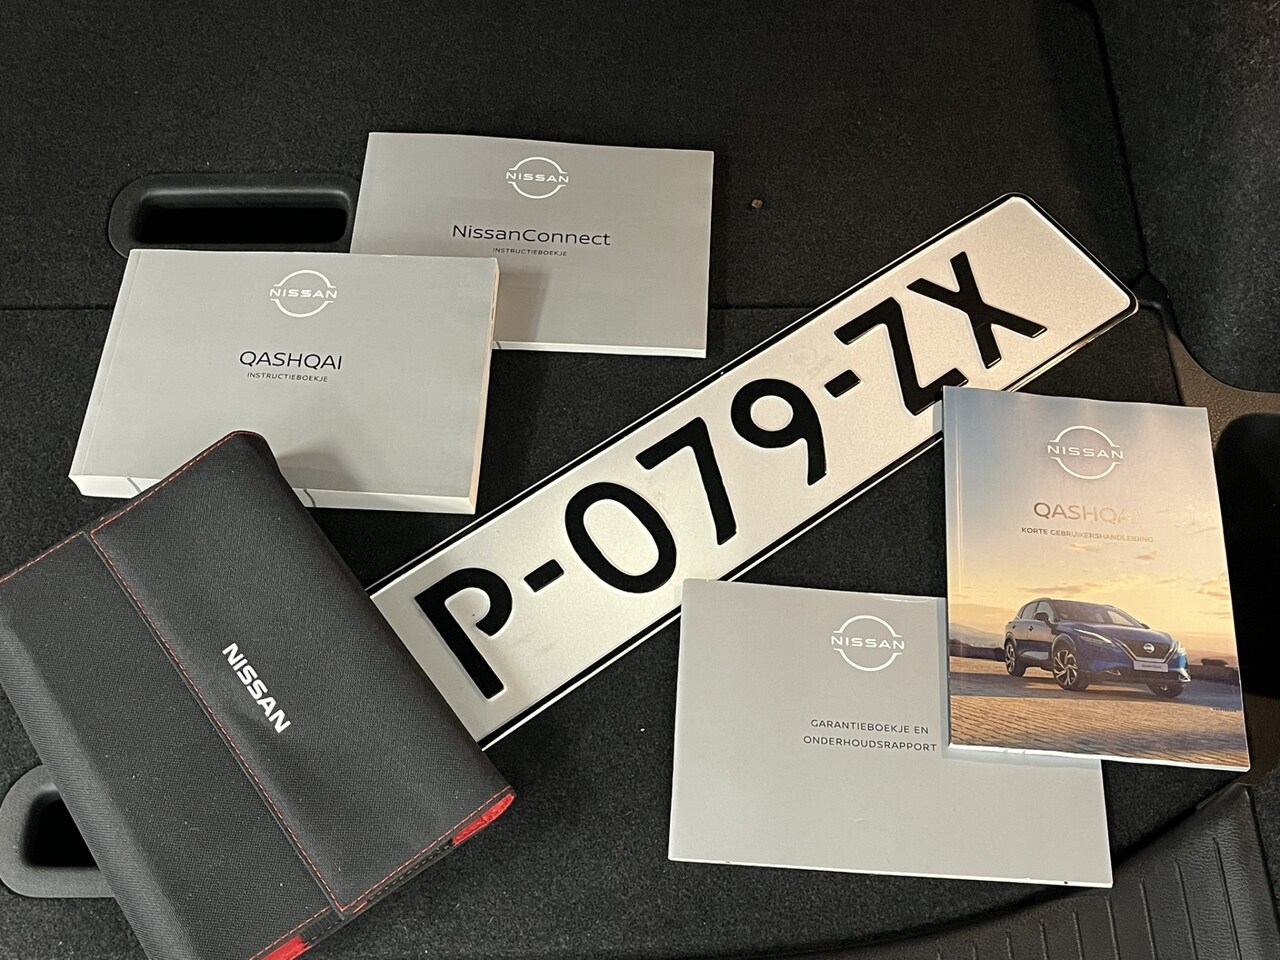 NISSAN
NissanConnect
INSTRUCTIEBOEKJE
NISSAN
QASHQAI
INSTRUCTIEBOEKJE
P-079-ZX
NISSAN
QASHQAI
KORTE GEBRUIKERSHANDLEIDING
NISSAN
GARANTIEBOEKJE EN
ONDERHOUDSRAPPORT
NISSAN